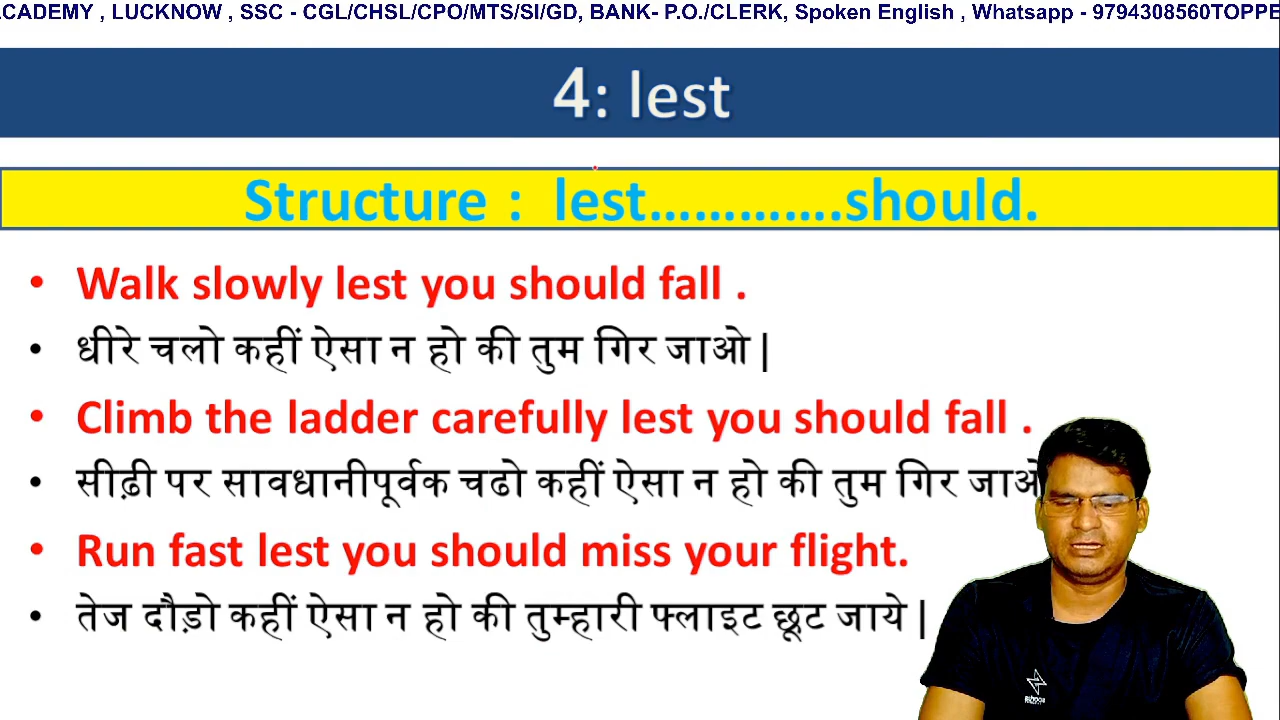 ACADEMY , LUCKNOW , SSC - CGL/CHSL/CPO/MTS/SI/GD, BANK- P.O./CLERK, Spoken English , Whatsapp - 9794308560TOPPE
4: lest
Structure : lest………….should.
• Walk slowly lest you should fall .
• धीरे चलो कहीं ऐसा न हो की तुम गिर जाओ |
• Climb the ladder carefully lest you should fall .
• सीढ़ी पर सावधानीपूर्वक चढो कहीं ऐसा न हो की तुम गिर जाओ
• Run fast lest you should miss your flight.
• तेज दौड़ो कहीं ऐसा न हो की तुम्हारी फ्लाइट छूट जाये |